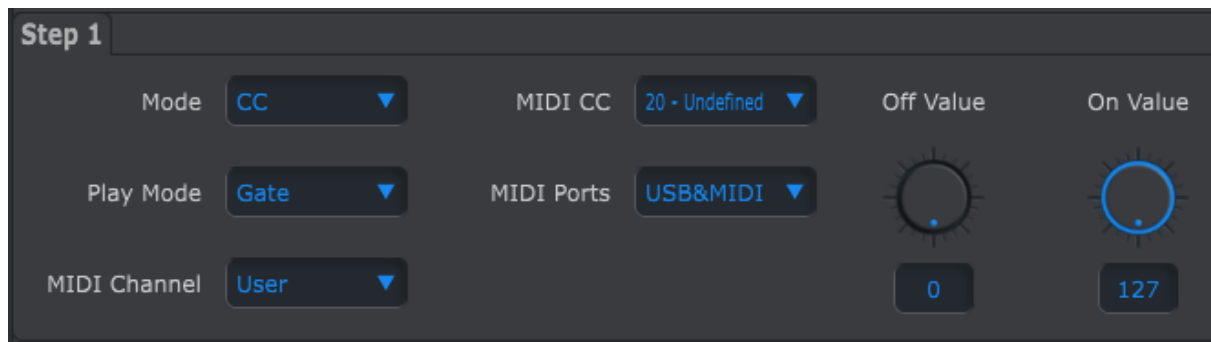 Step 1
Mode CC MIDI CC 20 - Undefined Off Value On Value
Play Mode Gate MIDI Ports USB&MIDI
MIDI Channel User 0 127